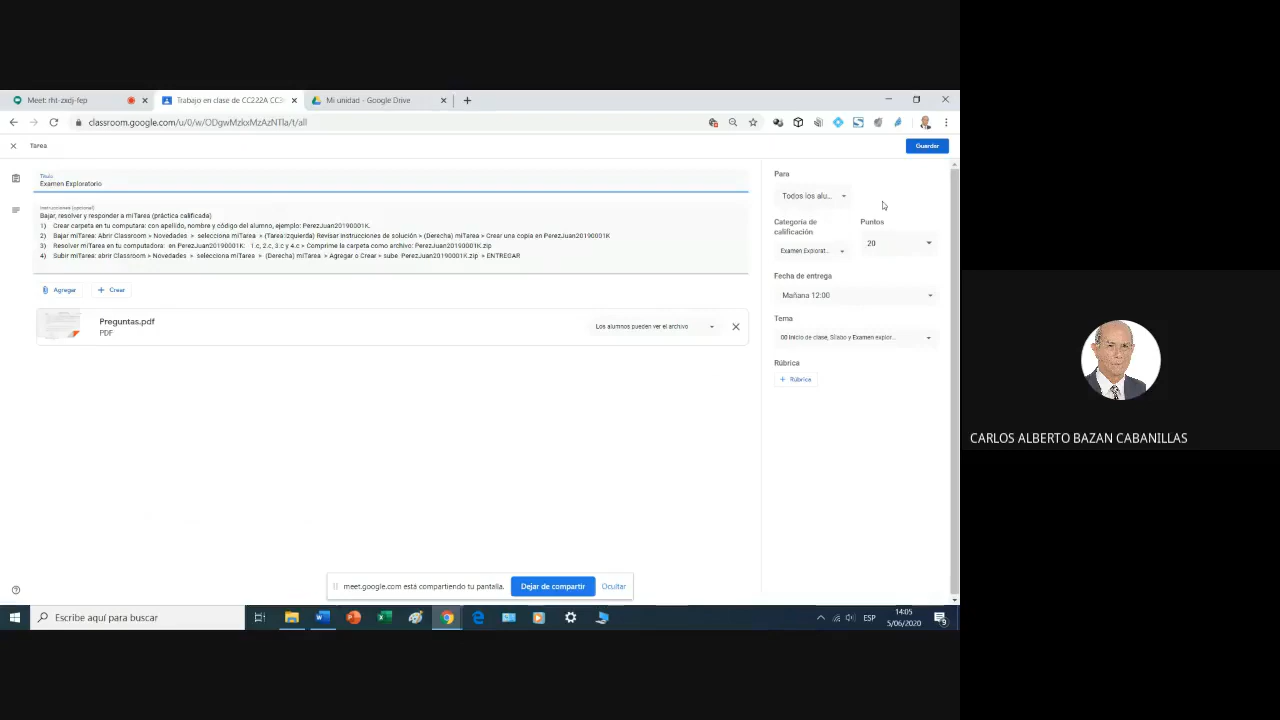 Meet: rht-zxdj-fep
Trabajo en clase de CC222A CC3
Mi unidad - Google Drive
classroom.google.com/u/0/w/ODgwMzkxMzAzNTla/t/all
Tarea
Guardar
Título
Examen Exploratorio
Instrucciones (opcional)
Bajar, resolver y responder a miTarea (práctica calificada)
1) Crear carpeta en tu computara: con apellido, nombre y código del alumno, ejemplo: PerezJuan20190001K.
2) Bajar miTarea: Abrir Classroom > Novedades > selecciona miTarea > (Tarea:izquierda) Revisar instrucciones de solución > (Derecha) miTarea > Crear una copia en PerezJuan20190001K
3) Resolver miTarea en tu computadora: en PerezJuan20190001K: 1.c, 2.c, 3.c y 4.c > Comprime la carpeta como archivo: PerezJuan20190001K.zip
4) Subir miTarea: abrir Classroom > Novedades > selecciona miTarea > (Derecha) miTarea > Agregar o Crear > sube PerezJuan20190001K.zip > ENTREGAR
Agregar
+ Crear
Preguntas.pdf
PDF
Los alumnos pueden ver el archivo
Para
Todos los alu...
Categoría de calificación
Puntos
Examen Explorat...
20
Fecha de entrega
Mañana 12:00
Tema
00 Inicio de clase, Sílabo y Examen explor...
Rúbrica
+ Rúbrica
meet.google.com está compartiendo tu pantalla.
Dejar de compartir
Ocultar
Escribe aquí para buscar
ESP
14:05
5/06/2020
9
CARLOS ALBERTO BAZAN CABANILLAS